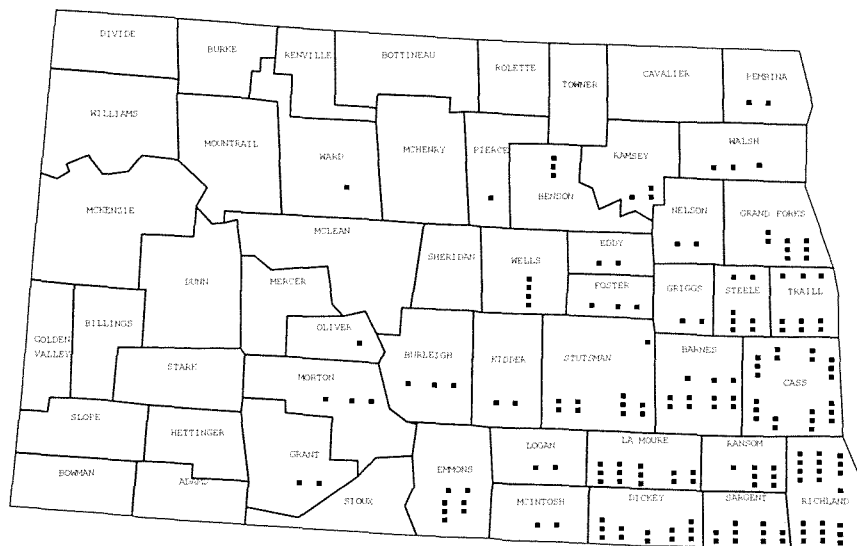 DIVIDE
BURKE
RENVILLE
BOTTINEAU
ROLETTE
TOWNER
CAVALIER
PEMBINA
WILLIAMS
MOUNTRAIL
WARD
MCHENRY
PIERCE
BENSON
RAMSEY
WALSH
MCKENZIE
MCLEAN
NELSON
GRAND FORKS
DUNN
MERCER
SHERIDAN
WELLS
EDDY
FOSTER
GRIGGS
STEELE
TRAILL
GOLDEN
VALLEY
BILLINGS
OLIVER
BURLEIGH
KIDDER
STUTSMAN
BARNES
CASS
STARK
MORTON
SLOPE
HETTINGER
GRANT
EMMONS
LOGAN
LA MOURE
RANSOM
BOWMAN
ADAMS
SIOUX
MCINTOSH
DICKEY
SARGENT
RICHLAND